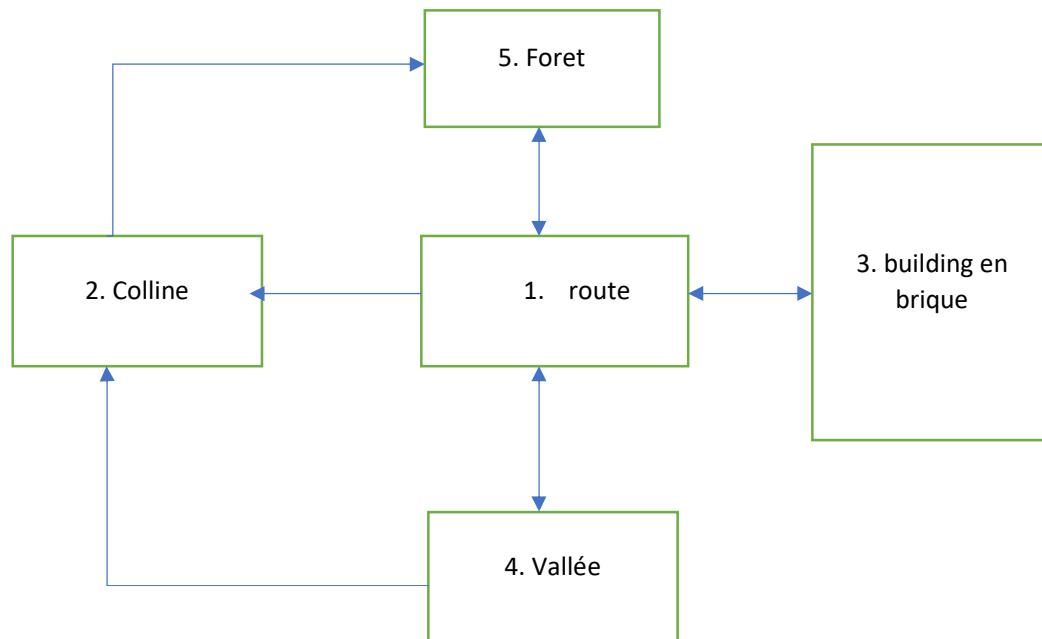 5. Foret
2. Colline
1. route
3. building en
brique
4. Vallée